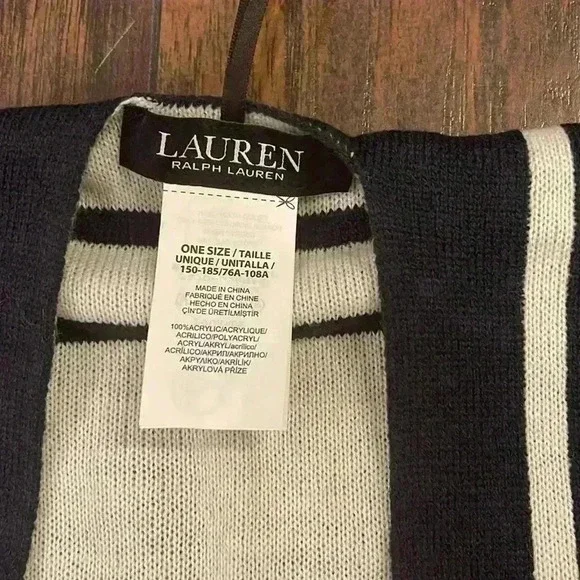 LAUREN
RALPH LAUREN
ONE SIZE / TAILLE
UNIQUE / UNITALLA /
150-185/76A-108A
MADE IN CHINA
FABRIQUÉ EN CHINE
HECHO EN CHINA
ÇİN'DE ÜRETİLMİŞTİR
100%ACRYLIC/ACRYLIQUE/
ACRILICO/POLYACRYL/
ACRYL/AKRYL/acrílico/
ACRÍLICO/АКРИЛ/АКРИЛНО/
ΑΚΡΥΛΙΚΟ/AKRİLİK/
AKRYLOVÁ PŘÍZE